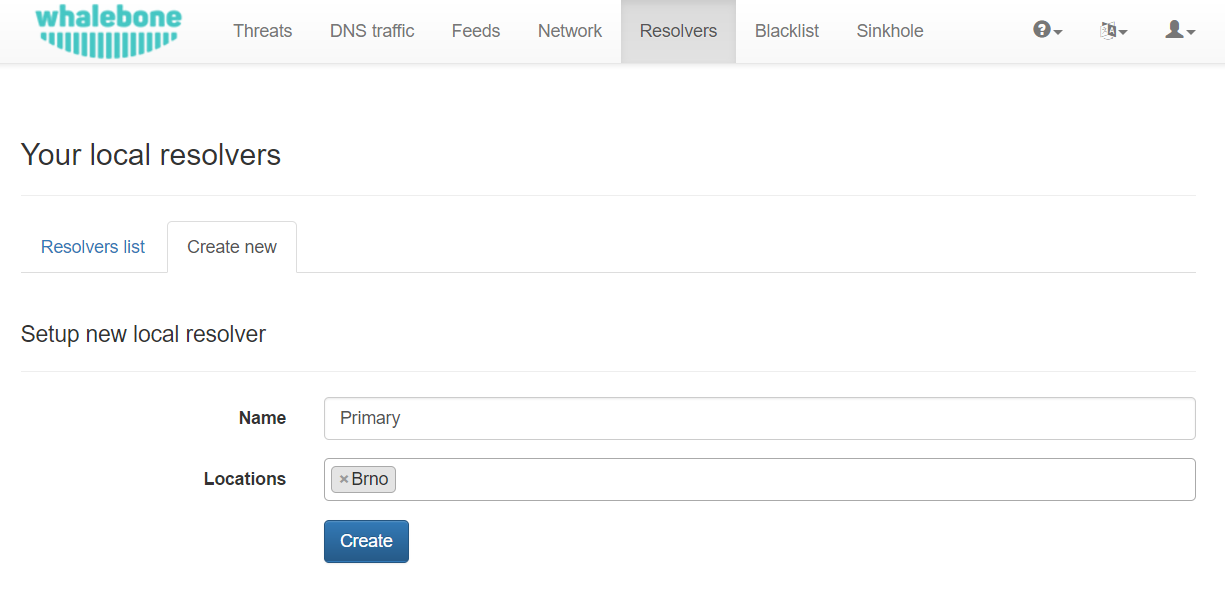 whalebone
Threats DNS traffic Feeds Network Resolvers Blacklist Sinkhole
Your local resolvers
Resolvers list Create new
Setup new local resolver
Name Primary
Locations × Brno
Create